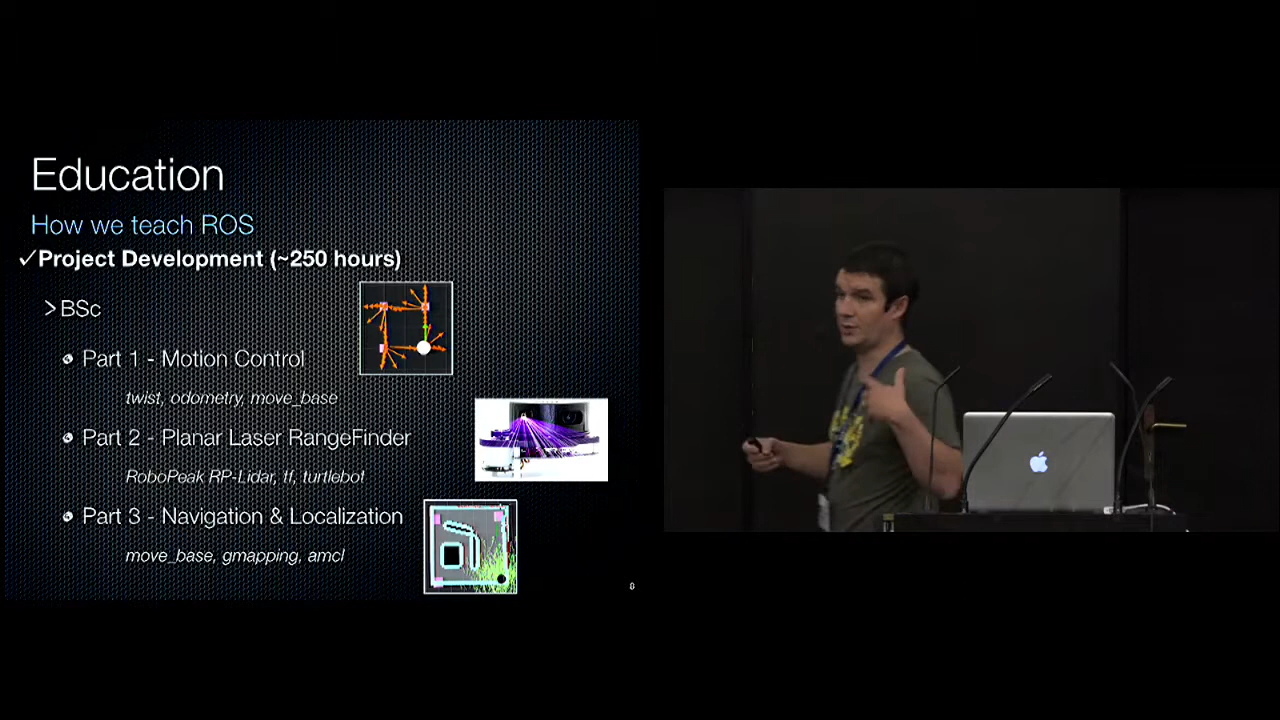 Education
How we teach ROS
✓Project Development (~250 hours)
>BSc
Part 1 - Motion Control
twist, odometry, move_base
Part 2 - Planar Laser RangeFinder
RoboPeak RP-Lidar, tf, turtlebot
Part 3 - Navigation & Localization
move_base, gmapping, amcl
8